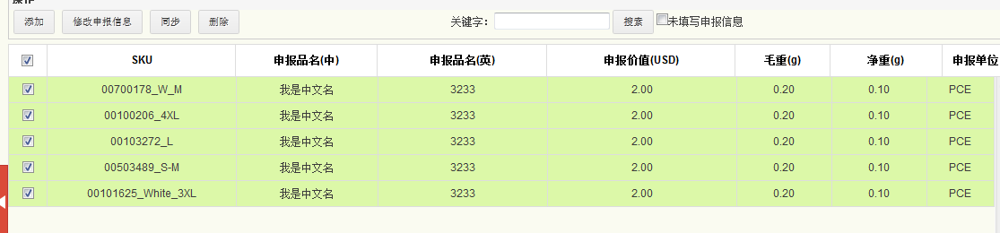 操作
添加 修改申报信息 同步 删除 关键字: 搜索 未填写申报信息
SKU 申报品名(中) 申报品名(英) 申报价值(USD) 毛重(g) 净重(g) 申报单位
00700178_W_M 我是中文名 3233 2.00 0.20 0.10 PCE
00100206_4XL 我是中文名 3233 2.00 0.20 0.10 PCE
00103272_L 我是中文名 3233 2.00 0.20 0.10 PCE
00503489_S-M 我是中文名 3233 2.00 0.20 0.10 PCE
00101625_White_3XL 我是中文名 3233 2.00 0.20 0.10 PCE